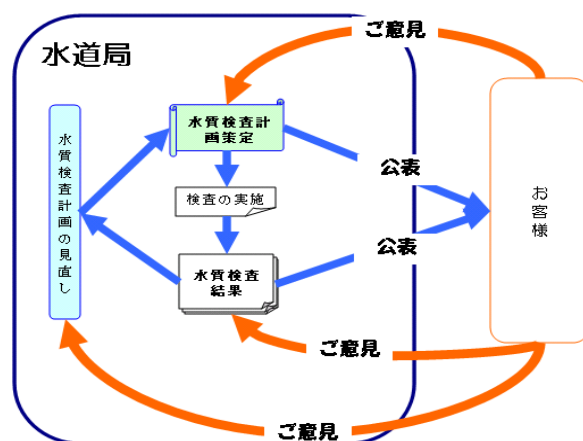 ご意見
水道局
水質検査計
画策定
公表
検査の実施
水質検査計画の見直し
お客様
公表
水質検査
結果
ご意見
ご意見